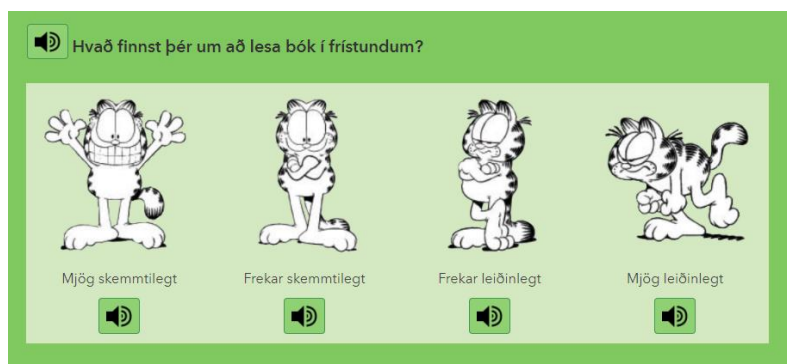 Hvað finnst þér um að lesa bók í frístundum?
Mjög skemmtilegt
Frekar skemmtilegt
Frekar leiðinlegt
Mjög leiðinlegt